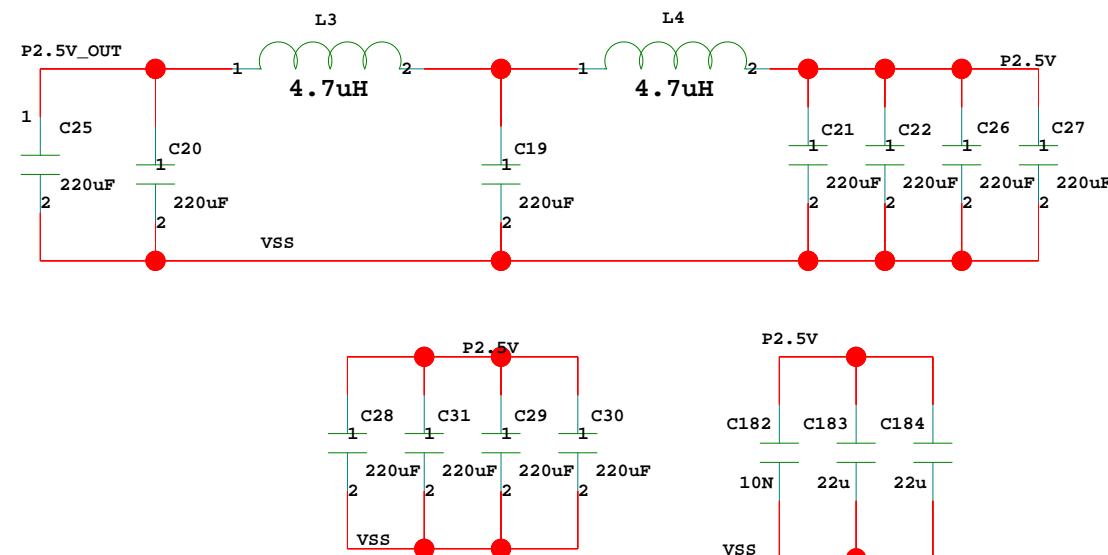 L3 L4
P2.5V_OUT P2.5V
1 2 1 2
4.7uH 4.7uH
1 C25 C20 C19 C21 C22 C26 C27
1 1 1 1 1 1
220uF 220uF 220uF 220uF 220uF 220uF 220uF
2 2 2 2 2 2 2
VSS
P2.5V P2.5V
C28 C31 C29 C30 C182 C183 C184
1 1 1 1
220uF 220uF 220uF 220uF 10N 22u 22u
2 2 2 2
VSS VSS